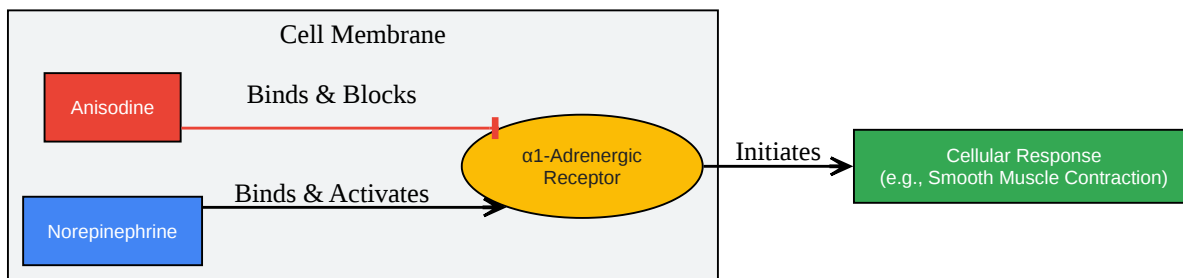 Cell Membrane
Anisodine
Binds & Blocks
α1-Adrenergic
Receptor
Initiates
Cellular Response
(e.g., Smooth Muscle Contraction)
Binds & Activates
Norepinephrine